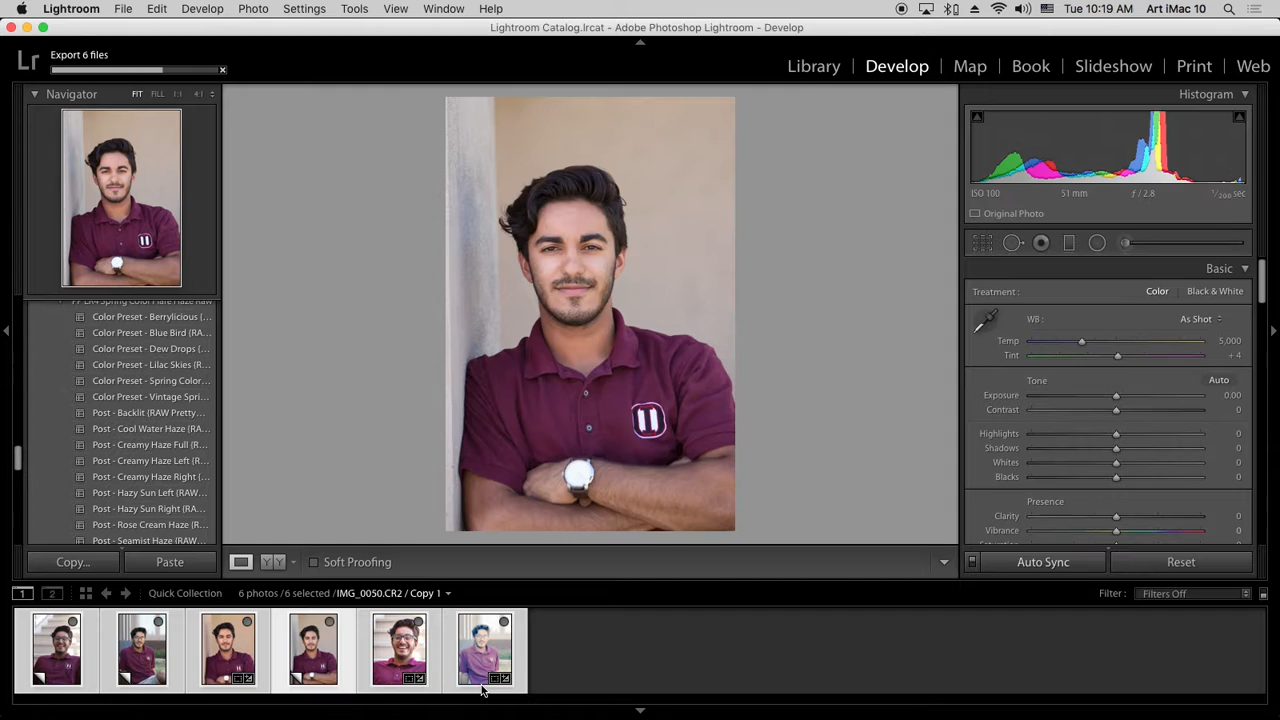 Lightroom File Edit Develop Photo Settings Tools View Window Help Tue 10:19 AM Art iMac 10
Lightroom Catalog.lrcat - Adobe Photoshop Lightroom - Develop
Lr Export 6 files
Library Develop Map Book Slideshow Print Web
Navigator FIT FILL 1:1 4:1
Histogram
ISO 100 51 mm ƒ / 2.8 1/200 sec
Original Photo
Basic
Treatment : Color Black & White
WB : As Shot
Temp 5,000
Tint + 4
Tone Auto
Exposure 0.00
Contrast 0
Highlights 0
Shadows 0
Whites 0
Blacks 0
Presence
Clarity 0
Vibrance 0
PP LR4 Spring Color Flare Haze Raw
Color Preset - Berrylicious (...
Color Preset - Blue Bird (RA...
Color Preset - Dew Drops (...
Color Preset - Lilac Skies (R...
Color Preset - Spring Color...
Color Preset - Vintage Spri...
Post - Backlit (RAW Pretty...
Post - Cool Water Haze (RA...
Post - Creamy Haze Full (R...
Post - Creamy Haze Left (R...
Post - Creamy Haze Right (...
Post - Hazy Sun Left (RAW...
Post - Hazy Sun Right (RA...
Post - Rose Cream Haze (R...
Post - Seamist Haze (RAW...
Copy... Paste
Soft Proofing
Auto Sync Reset
1 2 Quick Collection 6 photos / 6 selected / IMG_0050.CR2 / Copy 1
Filter : Filters Off